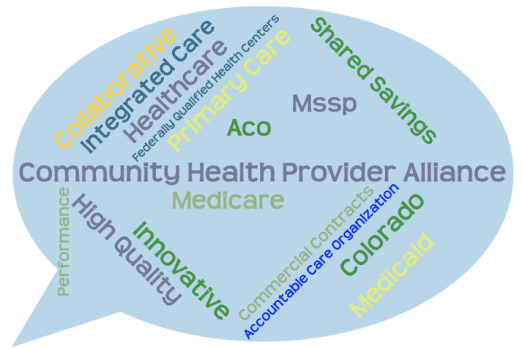 Collaborative
Integrated Care
Healthcare
Federally Qualified Health Centers
Primary Care
Shared Savings
Mssp
Aco
Community Health Provider Alliance
Medicare
Performance
High Quality
Innovative
Commercial Contracts
Accountable Care Organization
Colorado
Medicaid